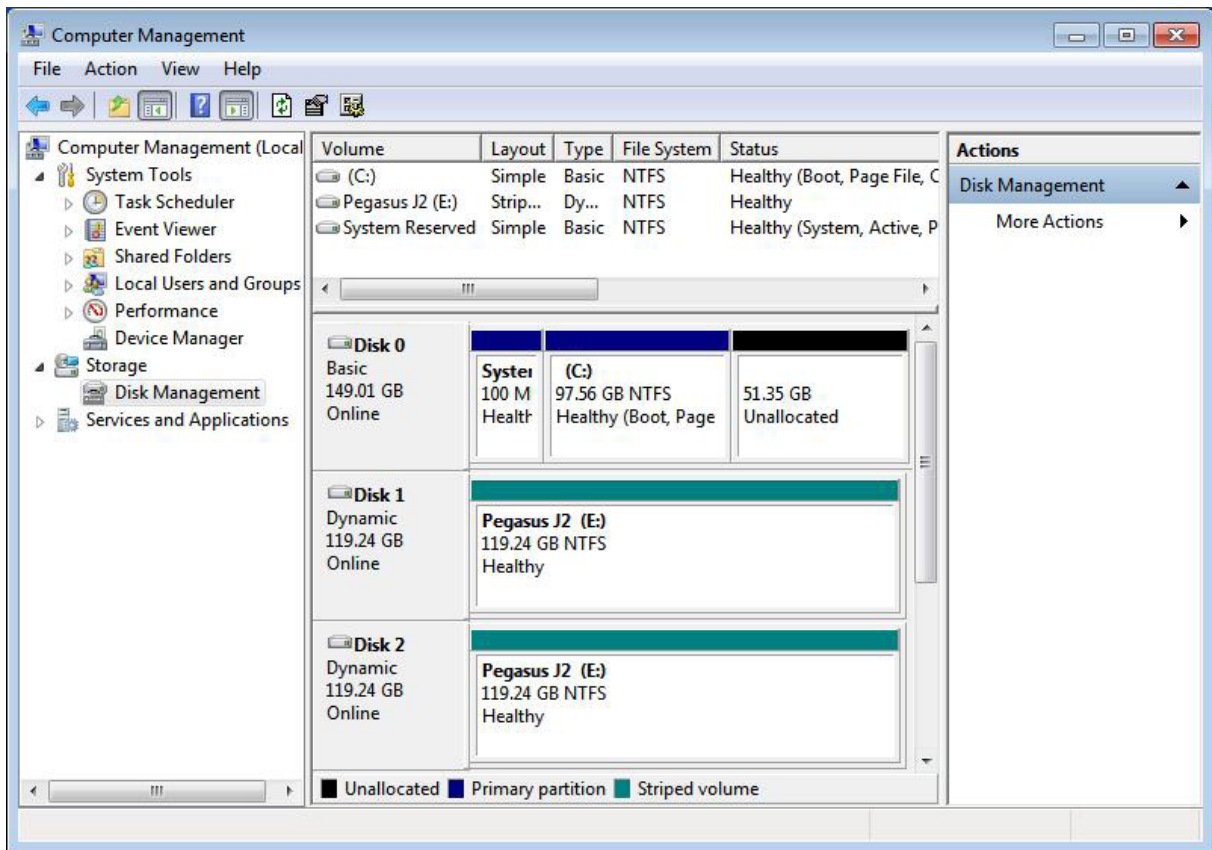 Computer Management
File Action View Help
Computer Management (Local
System Tools
Task Scheduler
Event Viewer
Shared Folders
Local Users and Groups
Performance
Device Manager
Storage
Disk Management
Services and Applications
Volume Layout Type File System Status
(C:) Simple Basic NTFS Healthy (Boot, Page File, C
Pegasus J2 (E:) Strip... Dy... NTFS Healthy
System Reserved Simple Basic NTFS Healthy (System, Active, P
Disk 0
Basic
149.01 GB
Online
Syster
100 M
Healtr
(C:)
97.56 GB NTFS
Healthy (Boot, Page
51.35 GB
Unallocated
Disk 1
Dynamic
119.24 GB
Online
Pegasus J2 (E:)
119.24 GB NTFS
Healthy
Disk 2
Dynamic
119.24 GB
Online
Pegasus J2 (E:)
119.24 GB NTFS
Healthy
Unallocated Primary partition Striped volume
Actions
Disk Management
More Actions